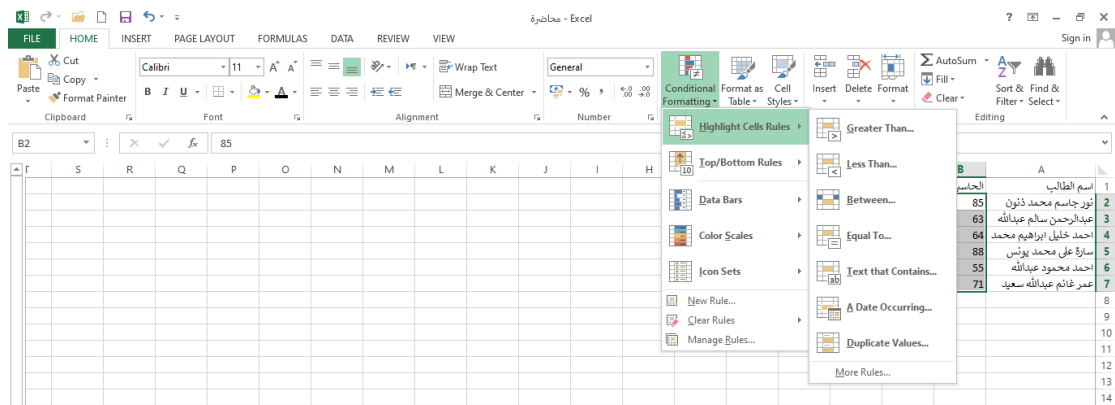 محاضرة - Excel
FILE HOME INSERT PAGE LAYOUT FORMULAS DATA REVIEW VIEW Sign in
Cut
Copy
Format Painter
Paste
Clipboard
Calibri 11
B I U
Font
Wrap Text
Merge & Center
Alignment
General
Number
Conditional Formatting
Format as Table
Cell Styles
Insert Delete Format
AutoSum
Fill
Clear
Sort & Filter
Find & Select
Editing
B2 fx 85
Highlight Cells Rules
Top/Bottom Rules
Data Bars
Color Scales
Icon Sets
New Rule...
Clear Rules
Manage Rules...
Greater Than...
Less Than...
Between...
Equal To...
Text that Contains...
A Date Occurring...
Duplicate Values...
More Rules...
S R Q P O N M L K J I H B A
1 اسم الطالب
2 نور جاسم محمد ذنون 85
3 عبدالرحمن سالم عبدالله 63
4 احمد خليل ابراهيم محمد 64
5 سارة علي محمد يونس 88
6 احمد محمود عبدالله 55
7 عمر غانم عبدالله سعيد 71
8
9
10
11
12
13
14